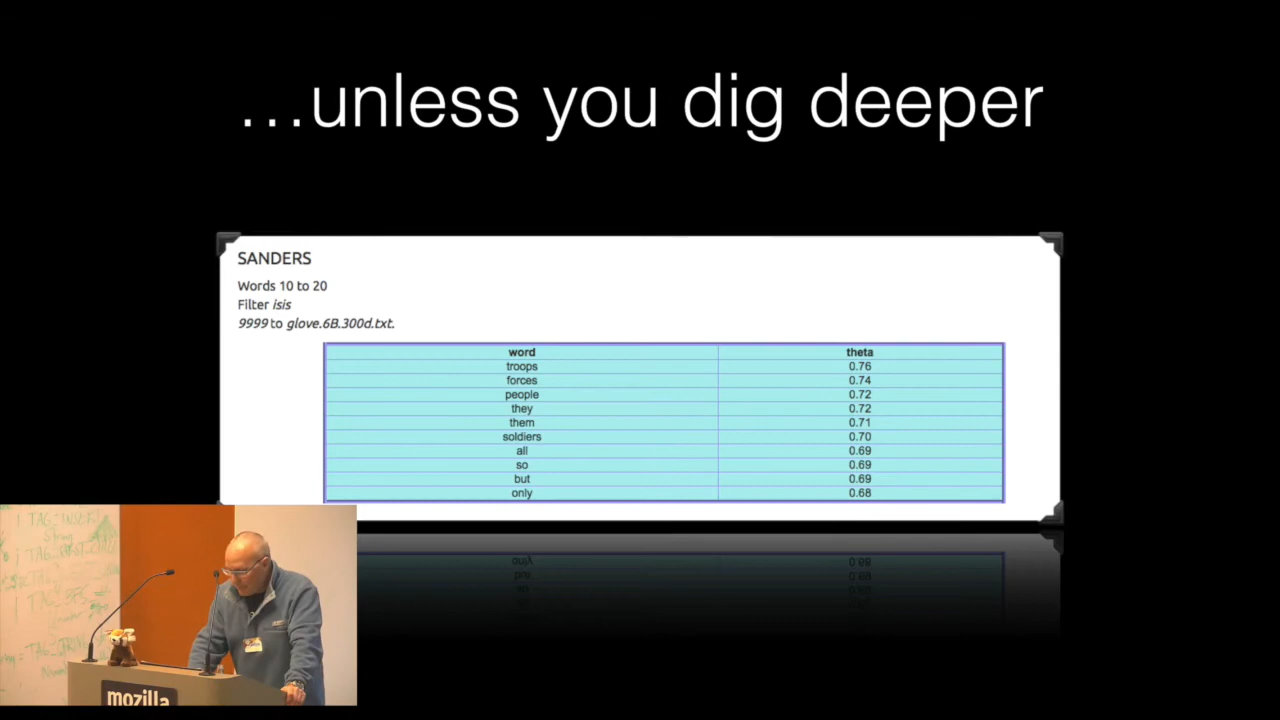 …unless you dig deeper
SANDERS
Words 10 to 20
Filter isis
9999 to glove.6B.300d.txt.
word theta
troops 0.76
forces 0.74
people 0.72
they 0.72
them 0.71
soldiers 0.70
all 0.69
so 0.69
but 0.69
only 0.68
mozilla